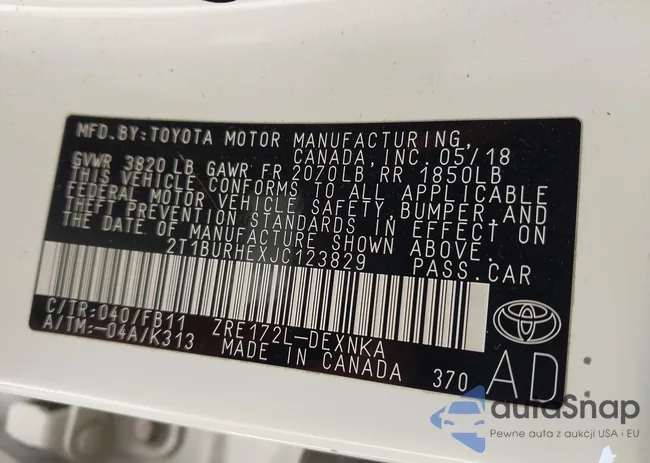 MFD. BY: TOYOTA MOTOR MANUFACTURING,
CANADA, INC. 05/18
GVWR 3820 LB GAWR FR 2070LB RR 1850LB
THIS VEHICLE CONFORMS TO ALL APPLICABLE
FEDERAL MOTOR VEHICLE SAFETY, BUMPER, AND
THEFT PREVENTION STANDARDS IN EFFECT ON
THE DATE OF MANUFACTURE SHOWN ABOVE.
2T1BURHEXJC123829 PASS. CAR
C/TR: 040/FB11 ZRE172L-DEXNKA
A/TM: -04A/K313 MADE IN CANADA 370 AD
autaSnap
Pewne auta z aukcji USA i EU